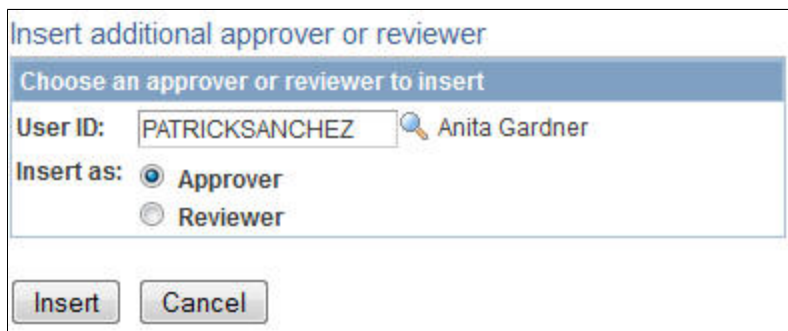 Insert additional approver or reviewer
Choose an approver or reviewer to insert
User ID: PATRICKSANCHEZ Anita Gardner
Insert as: Approver
Reviewer
Insert Cancel